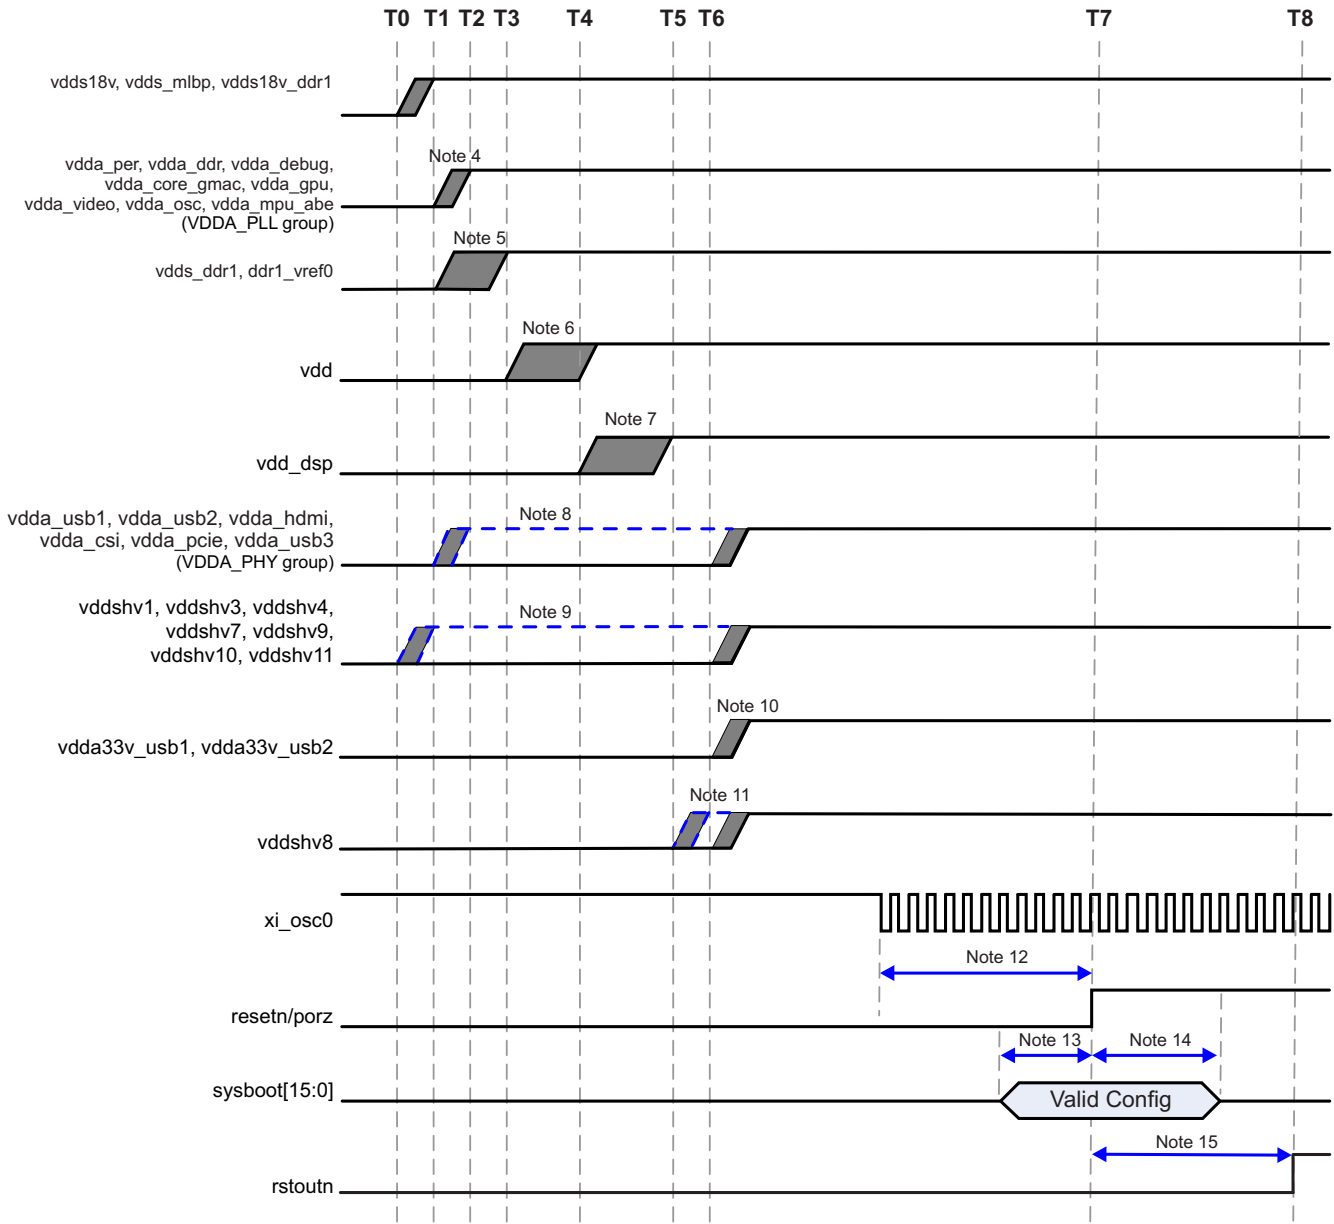 T0 T1 T2 T3 T4 T5 T6 T7 T8
vdds18v, vdds_mlbp, vdds18v_ddr1
Note 4
vdda_per, vdda_ddr, vdda_debug,
vdda_core_gmac, vdda_gpu,
vdda_video, vdda_osc, vdda_mpu_abe
(VDDA_PLL group)
Note 5
vdds_ddr1, ddr1_vref0
Note 6
vdd
Note 7
vdd_dsp
Note 8
vdda_usb1, vdda_usb2, vdda_hdmi,
vdda_csi, vdda_pcie, vdda_usb3
(VDDA_PHY group)
Note 9
vddshv1, vddshv3, vddshv4,
vddshv7, vddshv9,
vddshv10, vddshv11
Note 10
vdda33v_usb1, vdda33v_usb2
Note 11
vddshv8
xi_osc0
Note 12
resetn/porz
Note 13 Note 14
sysboot[15:0]
Valid Config
Note 15
rstoutn